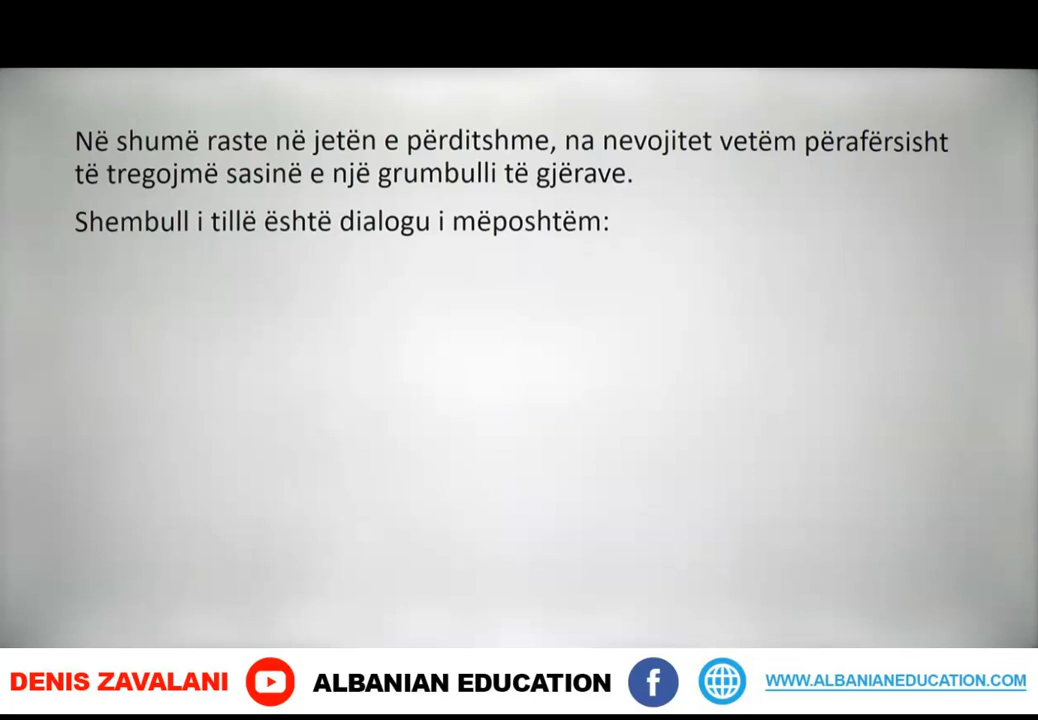 Në shumë raste në jetën e përditshme, na nevojitet vetëm përafërsisht
të tregojmë sasinë e një grumbulli të gjërave.
Shembull i tillë është dialogu i mëposhtëm:
DENIS ZAVALANI ALBANIAN EDUCATION f WWW.ALBANIANEDUCATION.COM